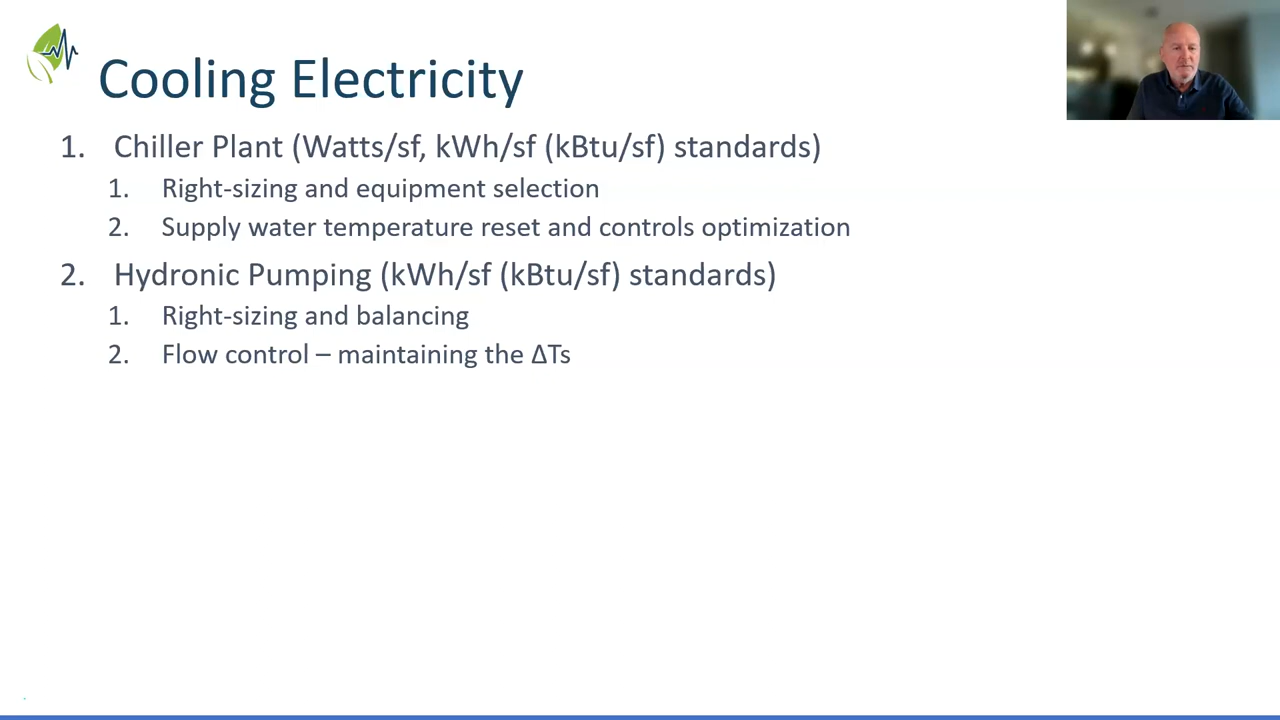 Cooling Electricity
1. Chiller Plant (Watts/sf, kWh/sf (kBtu/sf) standards)
1. Right-sizing and equipment selection
2. Supply water temperature reset and controls optimization
2. Hydronic Pumping (kWh/sf (kBtu/sf) standards)
1. Right-sizing and balancing
2. Flow control – maintaining the ΔTs